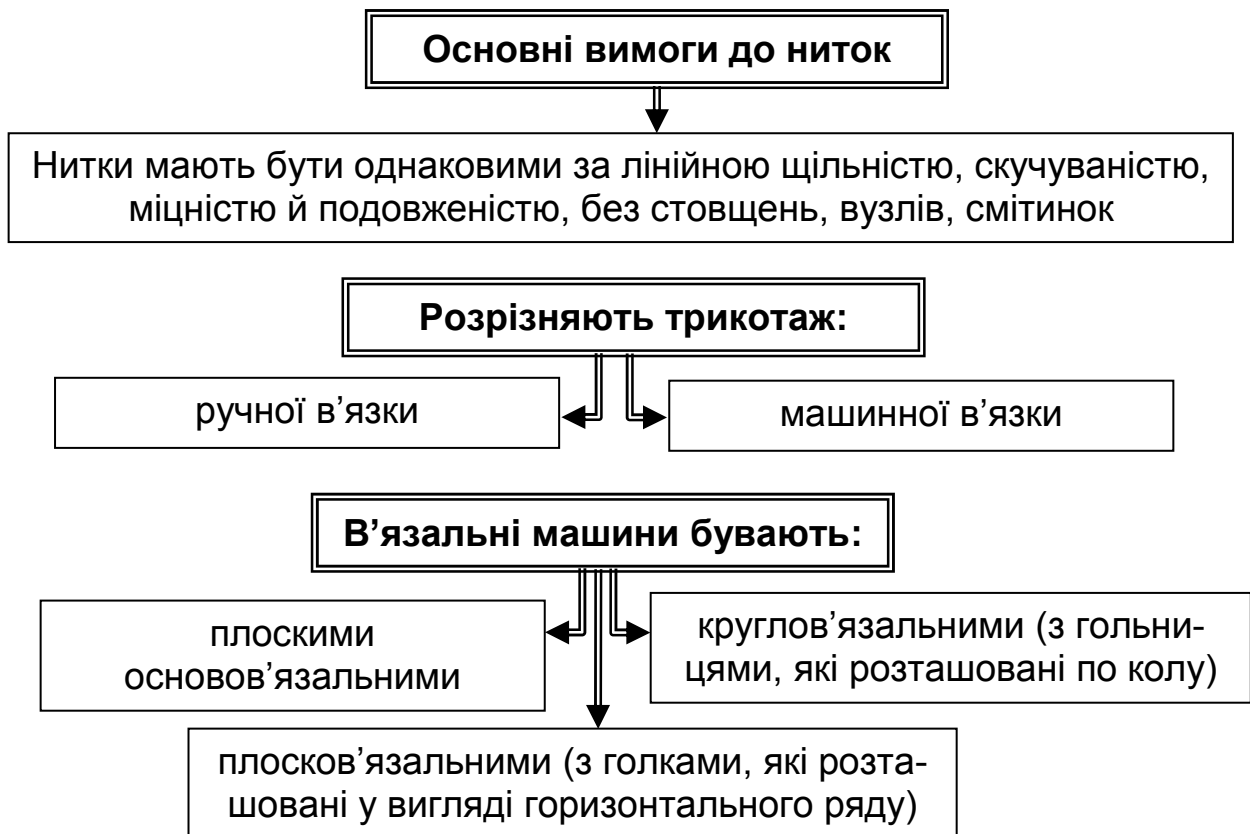 Основні вимоги до ниток
Нитки мають бути однаковими за лінійною щільністю, скучуваністю,
міцністю й подовженістю, без стовщень, вузлів, смітинок
Розрізняють трикотаж:
ручної в'язки
машинної в'язки
В’язальні машини бувають:
плоскими
основов'язальними
круглов'язальними (з гольни-
цями, які розташовані по колу)
плосков'язальними (з голками, які розта-
шовані у вигляді горизонтального ряду)